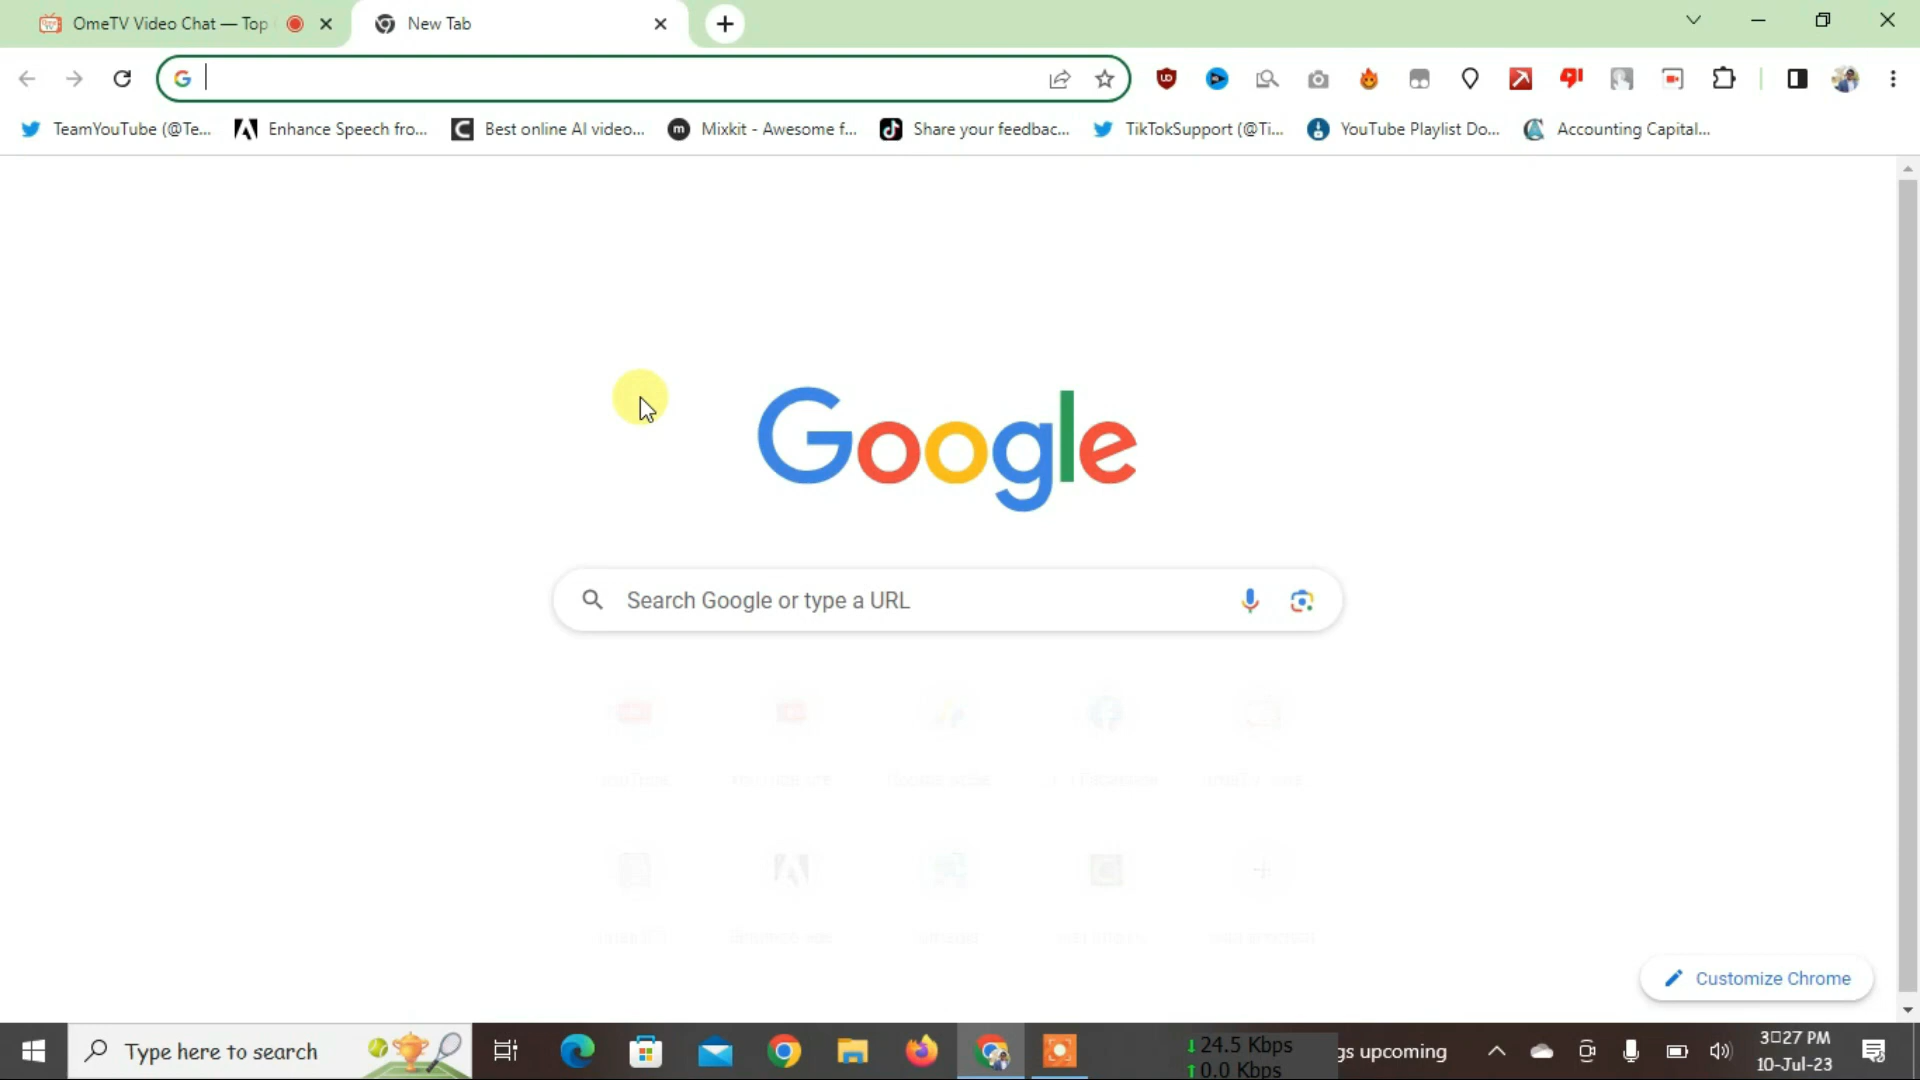 OmeTV Video Chat — Top
New Tab
TeamYouTube (@Te...
Enhance Speech fro...
Best online AI video...
Mixkit - Awesome f...
Share your feedbac...
TikTokSupport (@Ti...
YouTube Playlist Do...
Accounting Capital...
Google
Search Google or type a URL
Customize Chrome
Type here to search
↓24.5 Kbps
↑0.0 Kbps
gs upcoming
3□27 PM
10-Jul-23